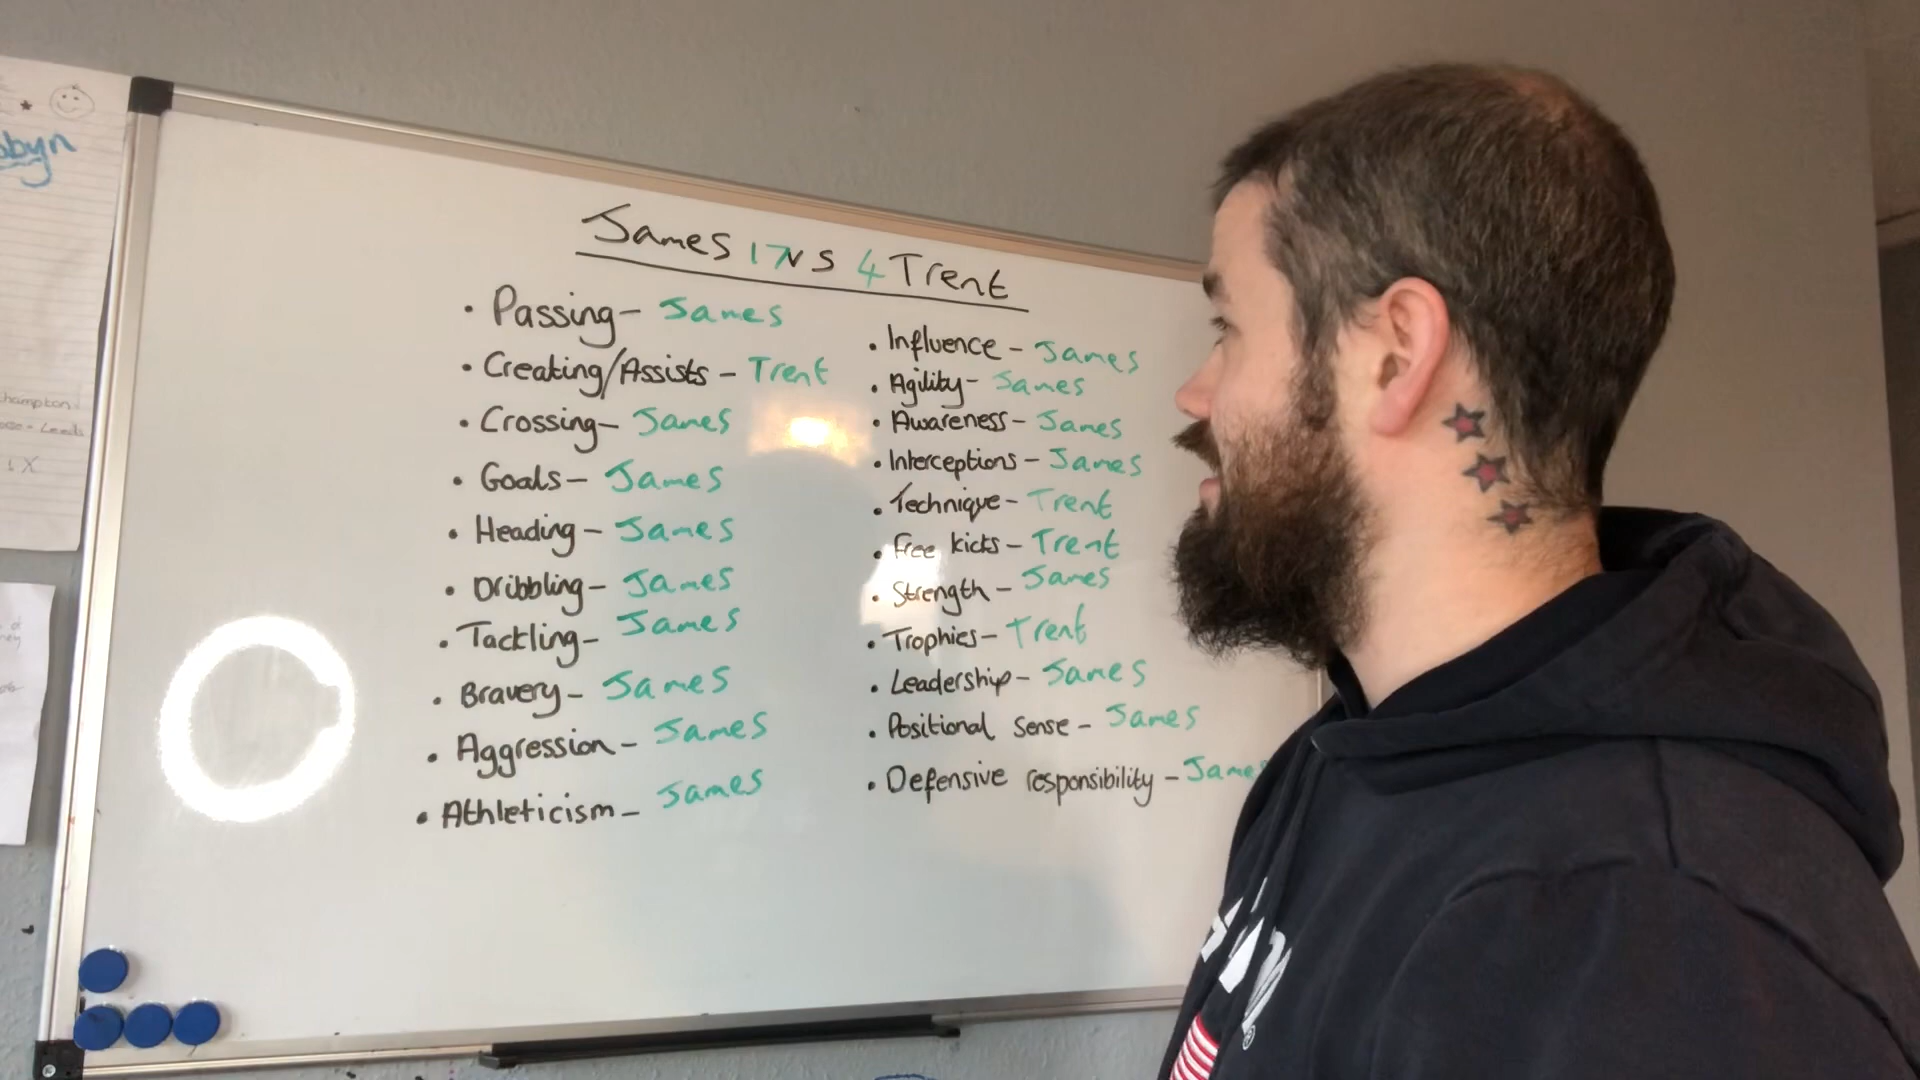 James 17 VS 4 Trent
• Passing - James
• Creating/Assists - Trent
• Crossing - James
• Goals - James
• Heading - James
• Dribbling - James
• Tackling - James
• Bravery - James
• Aggression - James
• Athleticism - James
• Influence - James
• Agility - James
• Awareness - James
• Interceptions - James
• Technique - Trent
• Free kicks - Trent
• Strength - James
• Trophies - Trent
• Leadership - James
• Positional Sense - James
• Defensive responsibility - James